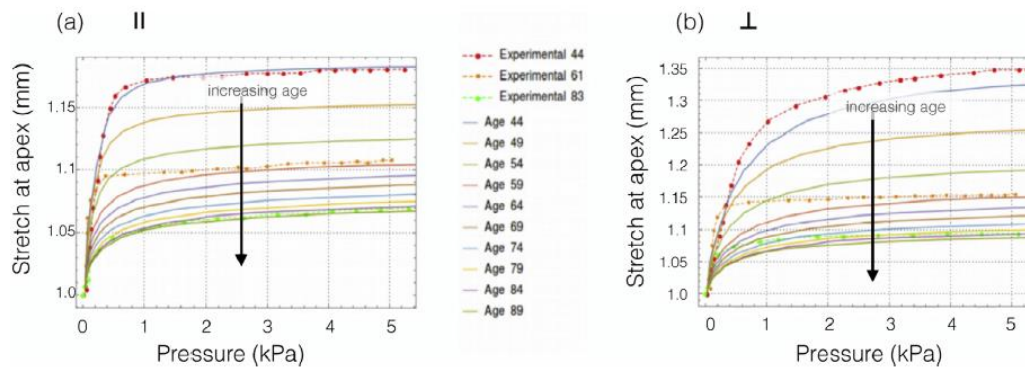 (a) ||
Stretch at apex (mm)
1.15
1.1
1.05
1.0
increasing age
0 1 2 3 4 5
Pressure (kPa)
Experimental 44
Experimental 61
Experimental 83
Age 44
Age 49
Age 54
Age 59
Age 64
Age 69
Age 74
Age 79
Age 84
Age 89
(b) ⊥
Stretch at apex (mm)
1.35
1.3
1.25
1.2
1.15
1.1
1.05
1.0
increasing age
0 1 2 3 4 5
Pressure (kPa)